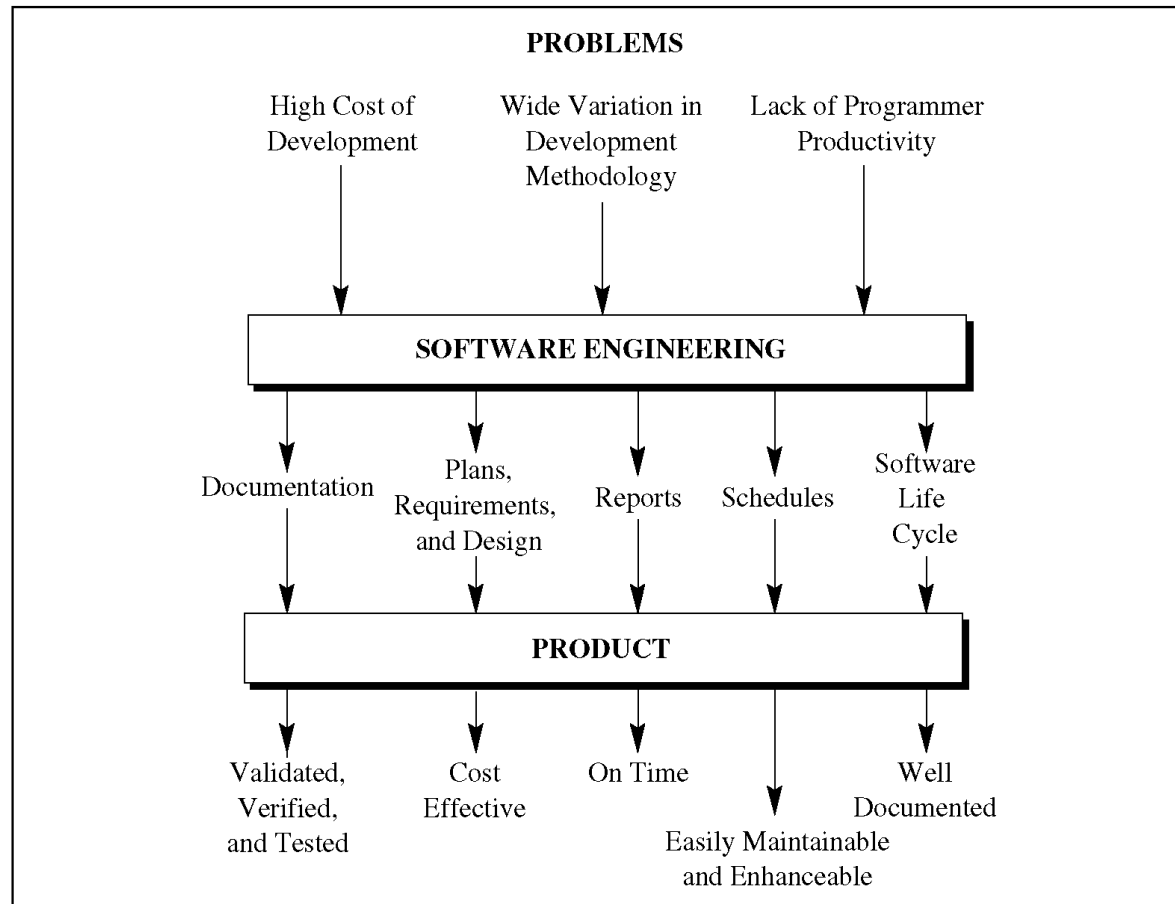 PROBLEMS
High Cost of
Development
Wide Variation in
Development
Methodology
Lack of Programmer
Productivity
SOFTWARE ENGINEERING
Documentation
Plans,
Requirements,
and Design
Reports
Schedules
Software
Life
Cycle
PRODUCT
Validated,
Verified,
and Tested
Cost
Effective
On Time
Easily Maintainable
and Enhanceable
Well
Documented